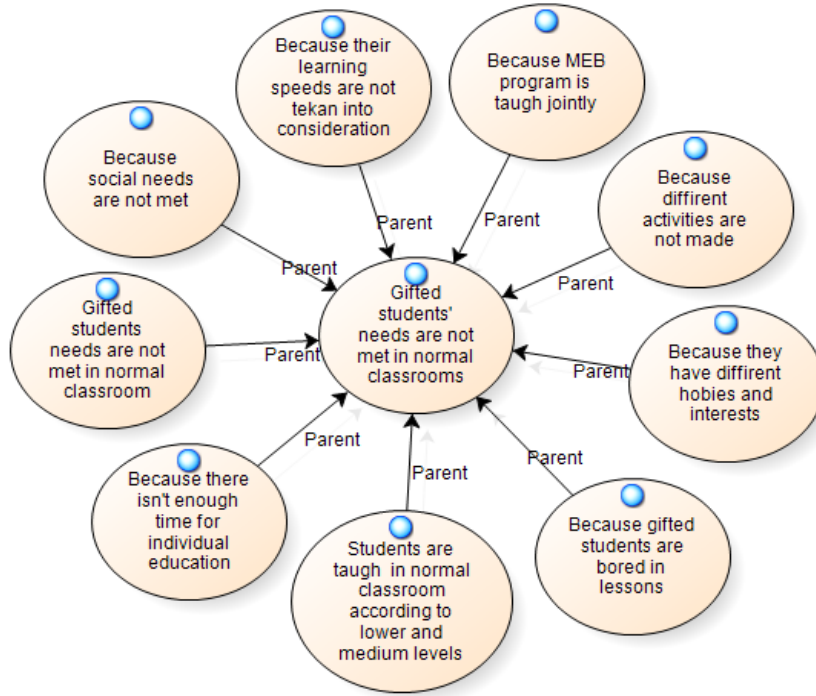 Because their
learning
speeds are not
tekan into
consideration
Because MEB
program is
taugh jointly
Because
social needs
are not met
Because
diffirent
activities are
not made
Parent
Parent
Parent
Parent
Gifted
students
needs are not
met in normal
classroom
Parent
Gifted
students'
needs are not
met in normal
classrooms
Parent
Because they
have diffirent
hobies and
interests
Parent
Parent
Parent
Because there
isn't enough
time for
individual
education
Students are
taugh in normal
classroom
according to
lower and
medium levels
Because gifted
students are
bored in
lessons